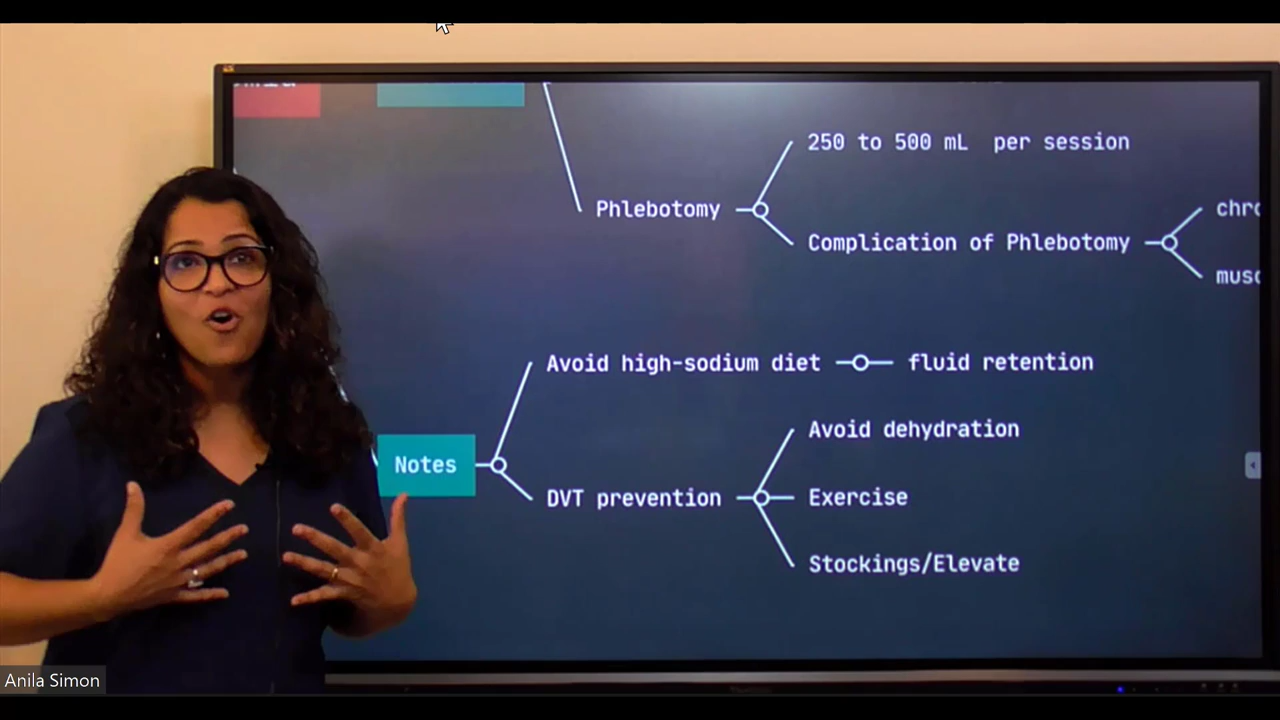 250 to 500 mL per session
Phlebotomy
Complication of Phlebotomy
Avoid high-sodium diet
fluid retention
Avoid dehydration
Notes
DVT prevention
Exercise
Stockings/Elevate
Anila Simon